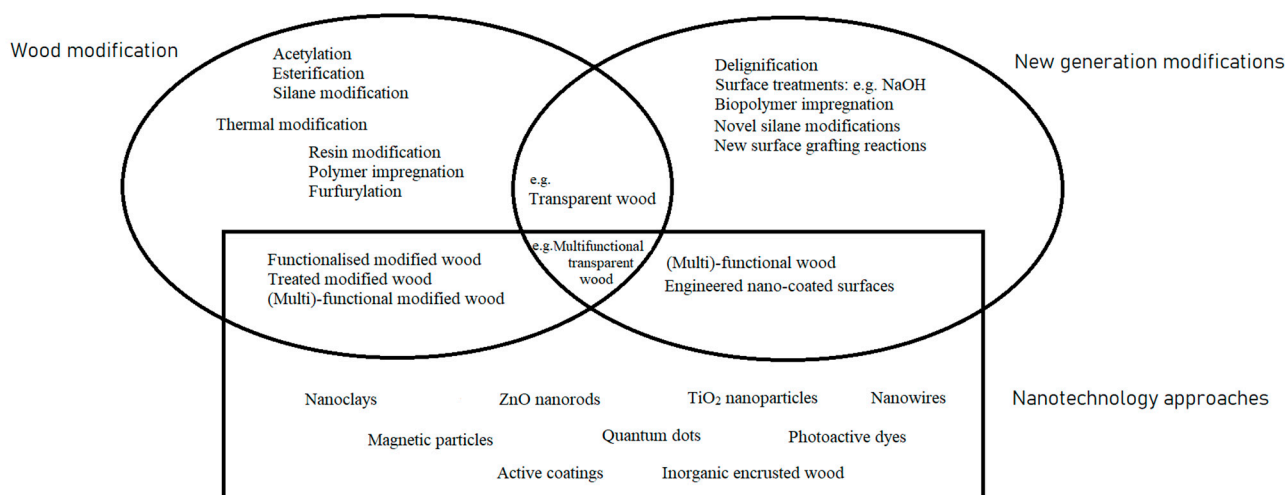 Wood modification
Acetylation
Esterification
Silane modification
Thermal modification
Resin modification
Polymer impregnation
Furfurylation
New generation modifications
Delignification
Surface treatments: e.g. NaOH
Biopolymer impregnation
Novel silane modifications
New surface grafting reactions
e.g.
Transparent wood
Functionalised modified wood
Treated modified wood
(Multi)-functional modified wood
e.g.Multifunctional
transparent
wood
(Multi)-functional wood
Engineered nano-coated surfaces
Nanotechnology approaches
Nanoclays
ZnO nanorods
TiO₂ nanoparticles
Nanowires
Magnetic particles
Quantum dots
Photoactive dyes
Active coatings
Inorganic encrusted wood